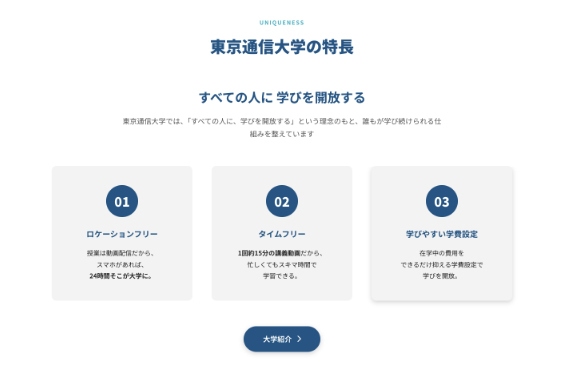 UNIQUENESS
東京通信大学の特長
すべての人に 学びを開放する
東京通信大学では、「すべての人に、学びを開放する」という理念のもと、誰もが学び続けられる仕
組みを整えています
01
ロケーションフリー
授業は動画配信だから、
スマホがあれば、
24時間そこが大学に。
02
タイムフリー
1回約15分の講義動画だから、
忙しくてもスキマ時間で
学習できる。
03
学びやすい学費設定
在学中の費用を
できるだけ抑える学費設定で
学びを開放。
大学紹介